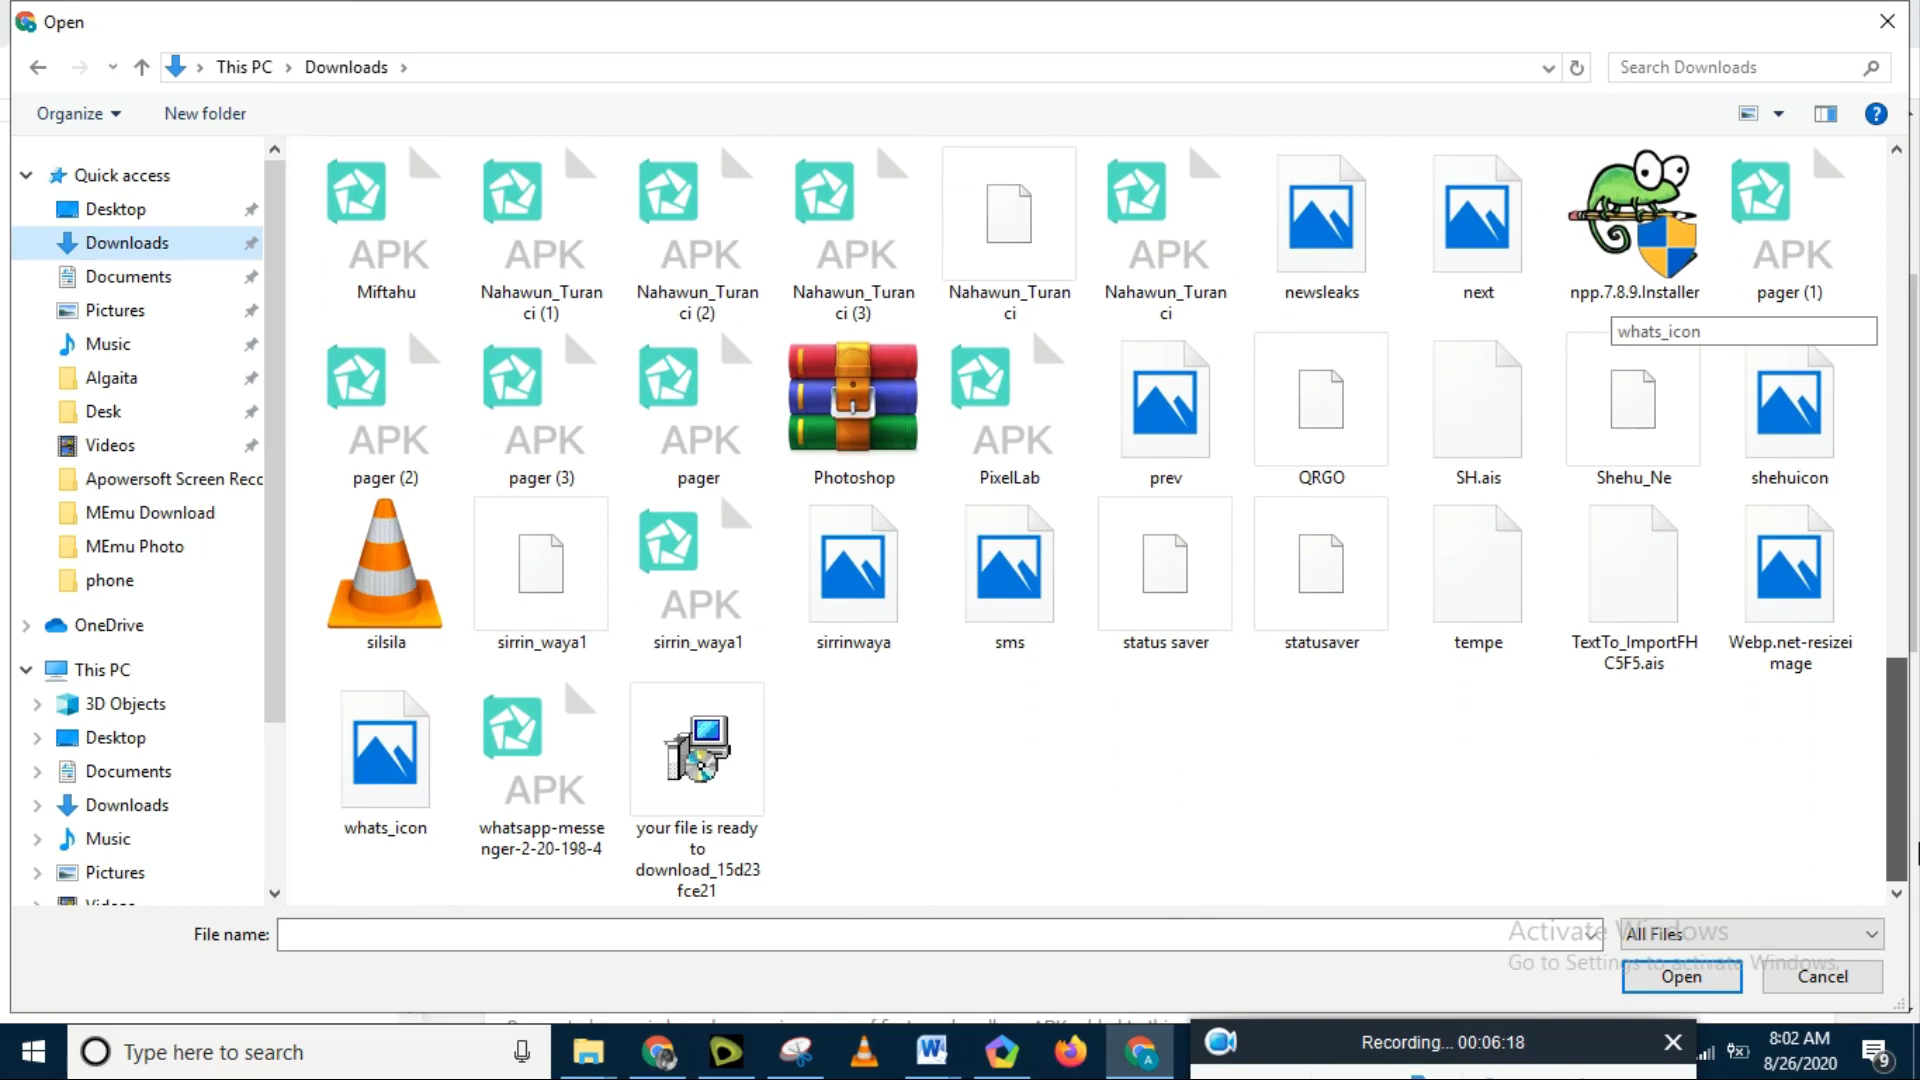 Open
This PC
Downloads
Search Downloads
Organize
New folder
Quick access
Desktop
Downloads
Documents
Pictures
Music
Algaita
Desk
Videos
Apowersoft Screen Recc
MEmu Download
MEmu Photo
phone
OneDrive
This PC
3D Objects
Desktop
Documents
Downloads
Music
Pictures
Videos
APK
APK
APK
APK
APK
APK
Miftahu
Nahawun_Turan
ci (1)
Nahawun_Turan
ci (2)
Nahawun_Turan
ci (3)
Nahawun_Turan
ci
Nahawun_Turan
ci
newsleaks
next
npp.7.8.9.Installer
pager (1)
whats_icon
APK
APK
APK
APK
pager (2)
pager (3)
pager
Photoshop
PixelLab
prev
QRGO
SH.ais
Shehu_Ne
shehuicon
APK
silsila
sirrin_waya1
sirrin_waya1
sirrinwaya
sms
status saver
statusaver
tempe
TextTo_ImportFH
C5F5.ais
Webp.net-resizei
mage
APK
whats_icon
whatsapp-messe
nger-2-20-198-4
your file is ready
to
download_15d23
fce21
File name:
All Files
Activate Windows
Go to Settings to activate Windows.
Open
Cancel
Type here to search
Recording... 00:06:18
8:02 AM
8/26/2020
9